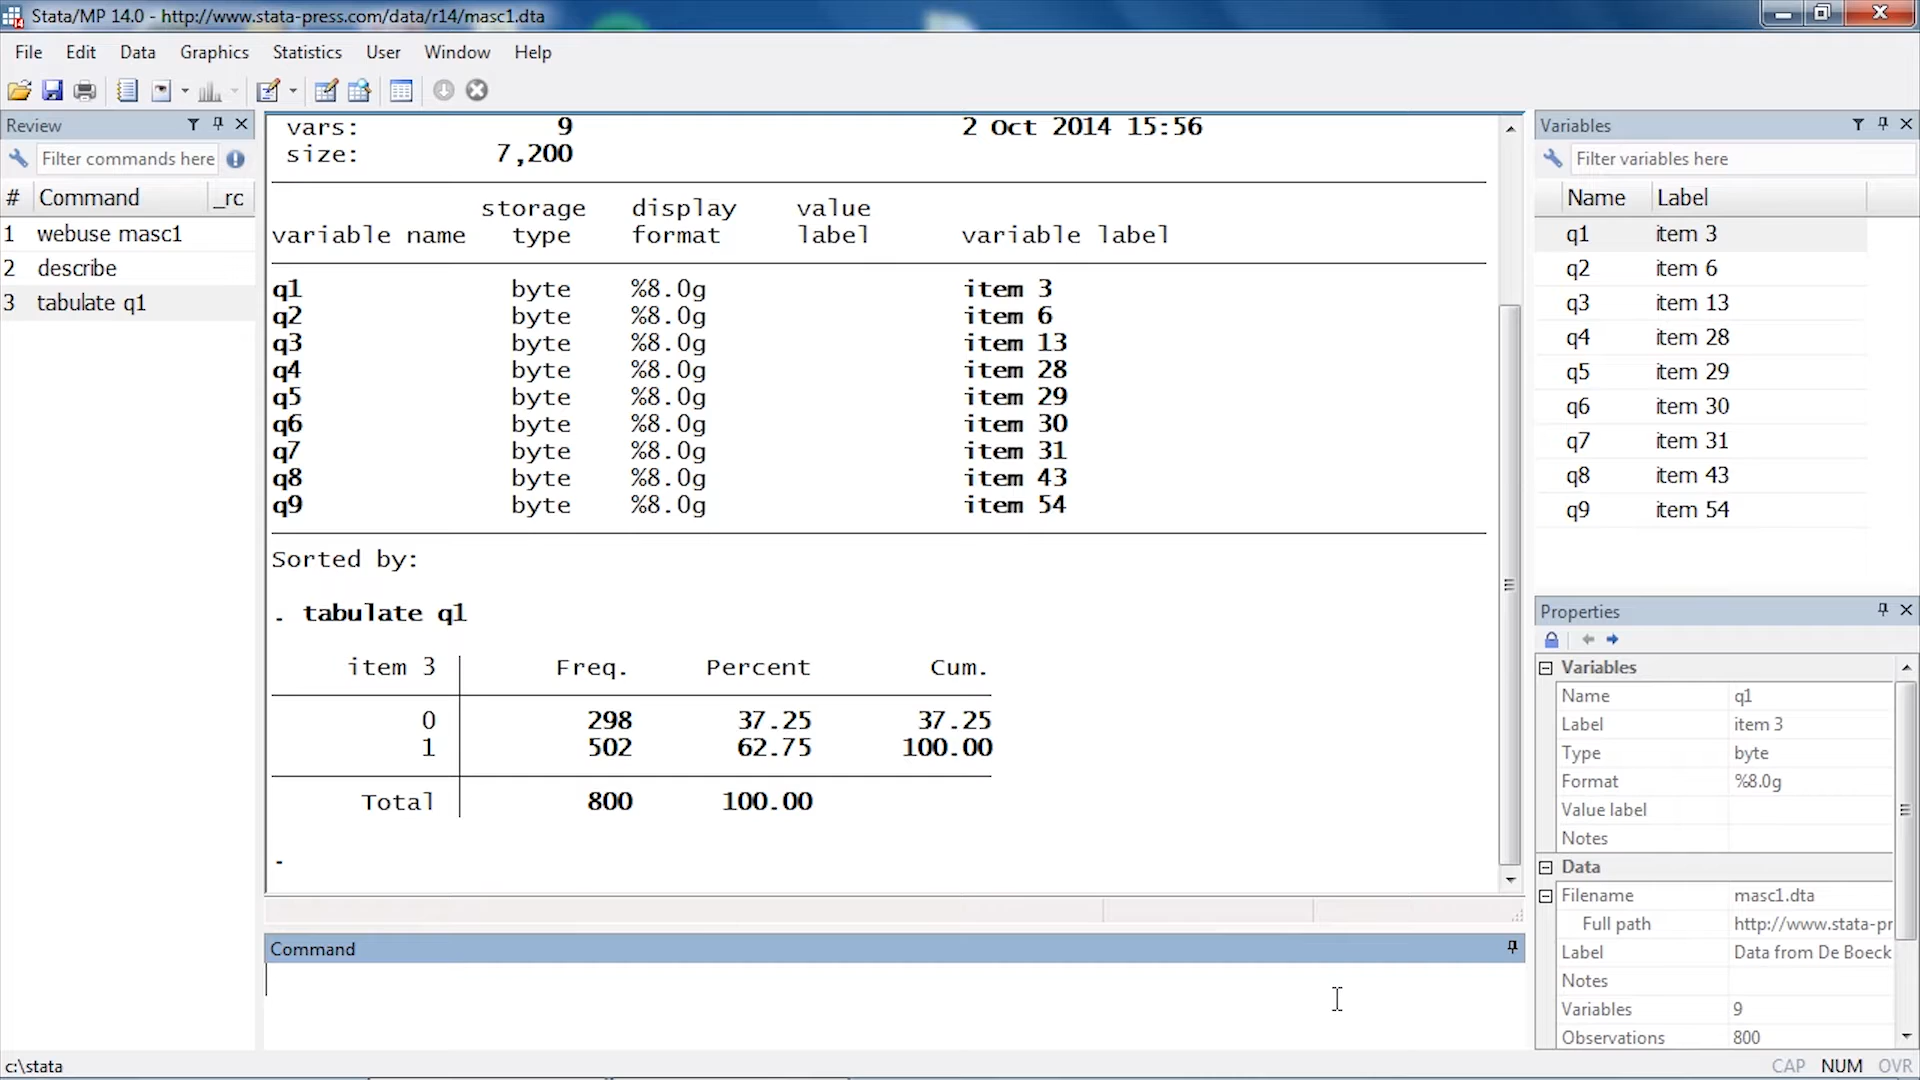 Stata/MP 14.0 - http://www.stata-press.com/data/r14/masc1.dta
File Edit Data Graphics Statistics User Window Help
Review
Filter commands here
# Command _rc
1 webuse masc1
2 describe
3 tabulate q1
vars: 9 2 Oct 2014 15:56
size: 7,200
storage display value
variable name type format label variable label
q1 byte %8.0g item 3
q2 byte %8.0g item 6
q3 byte %8.0g item 13
q4 byte %8.0g item 28
q5 byte %8.0g item 29
q6 byte %8.0g item 30
q7 byte %8.0g item 31
q8 byte %8.0g item 43
q9 byte %8.0g item 54
Sorted by:
. tabulate q1
item 3 Freq. Percent Cum.
0 298 37.25 37.25
1 502 62.75 100.00
Total 800 100.00
.
Command
Variables
Filter variables here
Name Label
q1 item 3
q2 item 6
q3 item 13
q4 item 28
q5 item 29
q6 item 30
q7 item 31
q8 item 43
q9 item 54
Properties
Variables
Name q1
Label item 3
Type byte
Format %8.0g
Value label
Notes
Data
Filename masc1.dta
Full path http://www.stata-pr
Label Data from De Boeck
Notes
Variables 9
Observations 800
c:\stata
CAP NUM OVR